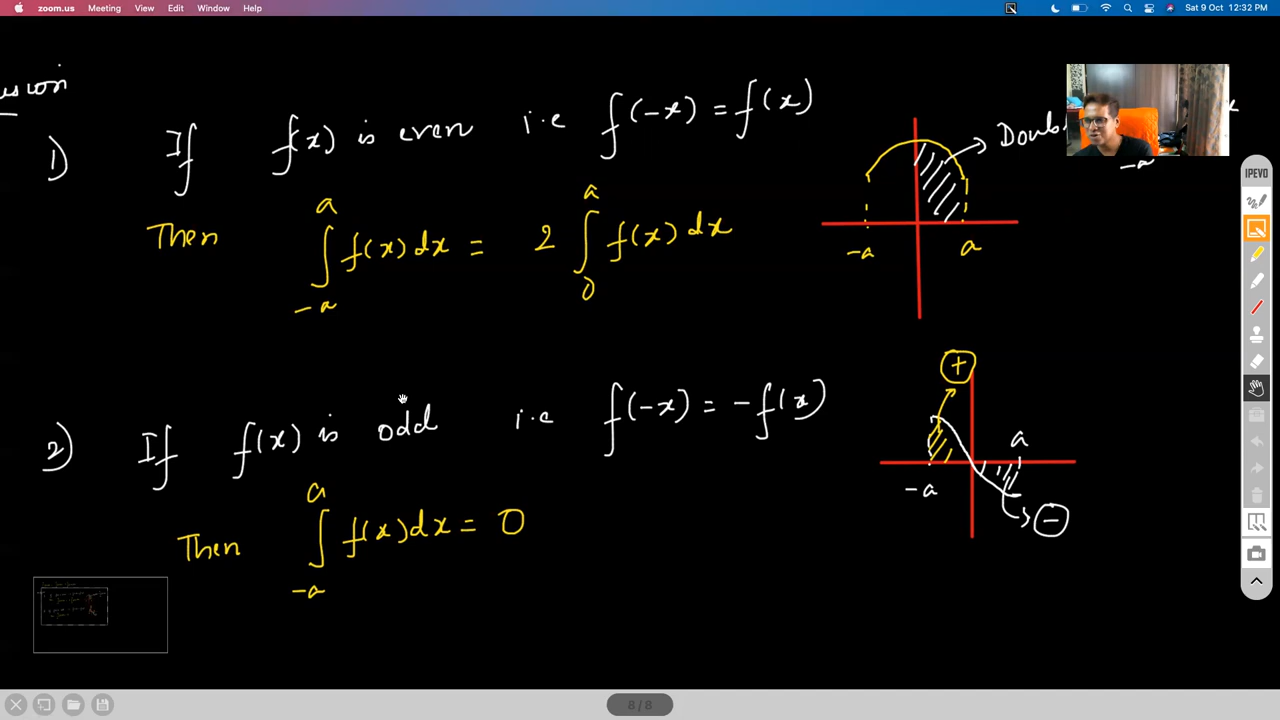 zoom.us Meeting View Edit Window Help Sat 9 Oct 12:32 PM
1) If f(x) is even i.e f(-x) = f(x)
Then ∫_{-a}^{a} f(x) dx = 2 ∫_{0}^{a} f(x) dx
-a a
-a
IPEVO
2) If f(x) is odd i.e f(-x) = -f(x)
Then ∫_{-a}^{a} f(x) dx = 0
+
a
-a
−
8 / 8